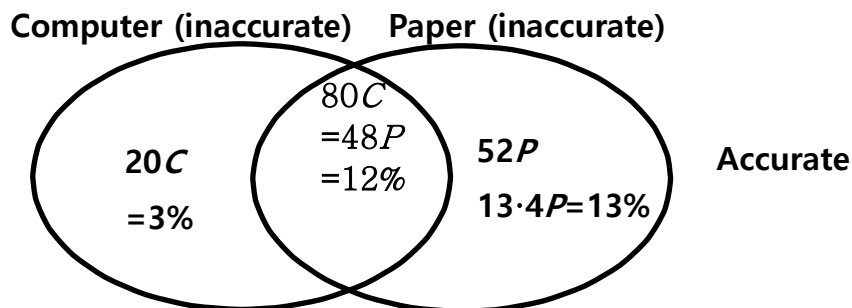 Computer (inaccurate) Paper (inaccurate)
80C
=48P
=12%
20C
=3%
52P
13·4P=13%
Accurate